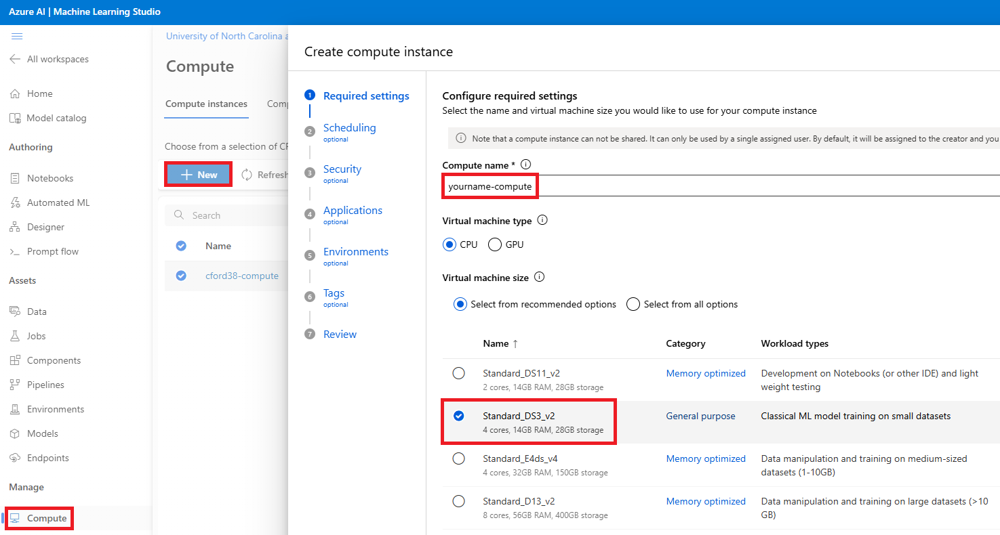 Azure AI | Machine Learning Studio
All workspaces
Home
Model catalog
Authoring
Notebooks
Automated ML
Designer
Prompt flow
Assets
Data
Jobs
Components
Pipelines
Environments
Models
Endpoints
Manage
Compute
University of North Carolina a
Compute
Compute instances
Comp
Choose from a selection of CP
New
Refresh
Search
Name
cford38-compute
Create compute instance
1 Required settings
2 Scheduling
optional
3 Security
optional
4 Applications
optional
5 Environments
optional
6 Tags
optional
7 Review
Configure required settings
Select the name and virtual machine size you would like to use for your compute instance
Note that a compute instance can not be shared. It can only be used by a single assigned user. By default, it will be assigned to the creator and you
Compute name *
yourname-compute
Virtual machine type
CPU GPU
Virtual machine size
Select from recommended options Select from all options
Name ↑ Category Workload types
Standard_DS11_v2 Memory optimized Development on Notebooks (or other IDE) and light
2 cores, 14GB RAM, 28GB storage weight testing
Standard_DS3_v2 General purpose Classical ML model training on small datasets
4 cores, 14GB RAM, 28GB storage
Standard_E4ds_v4 Memory optimized Data manipulation and training on medium-sized
4 cores, 32GB RAM, 150GB storage datasets (1-10GB)
Standard_D13_v2 Memory optimized Data manipulation and training on large datasets (>10
8 cores, 56GB RAM, 400GB storage GB)